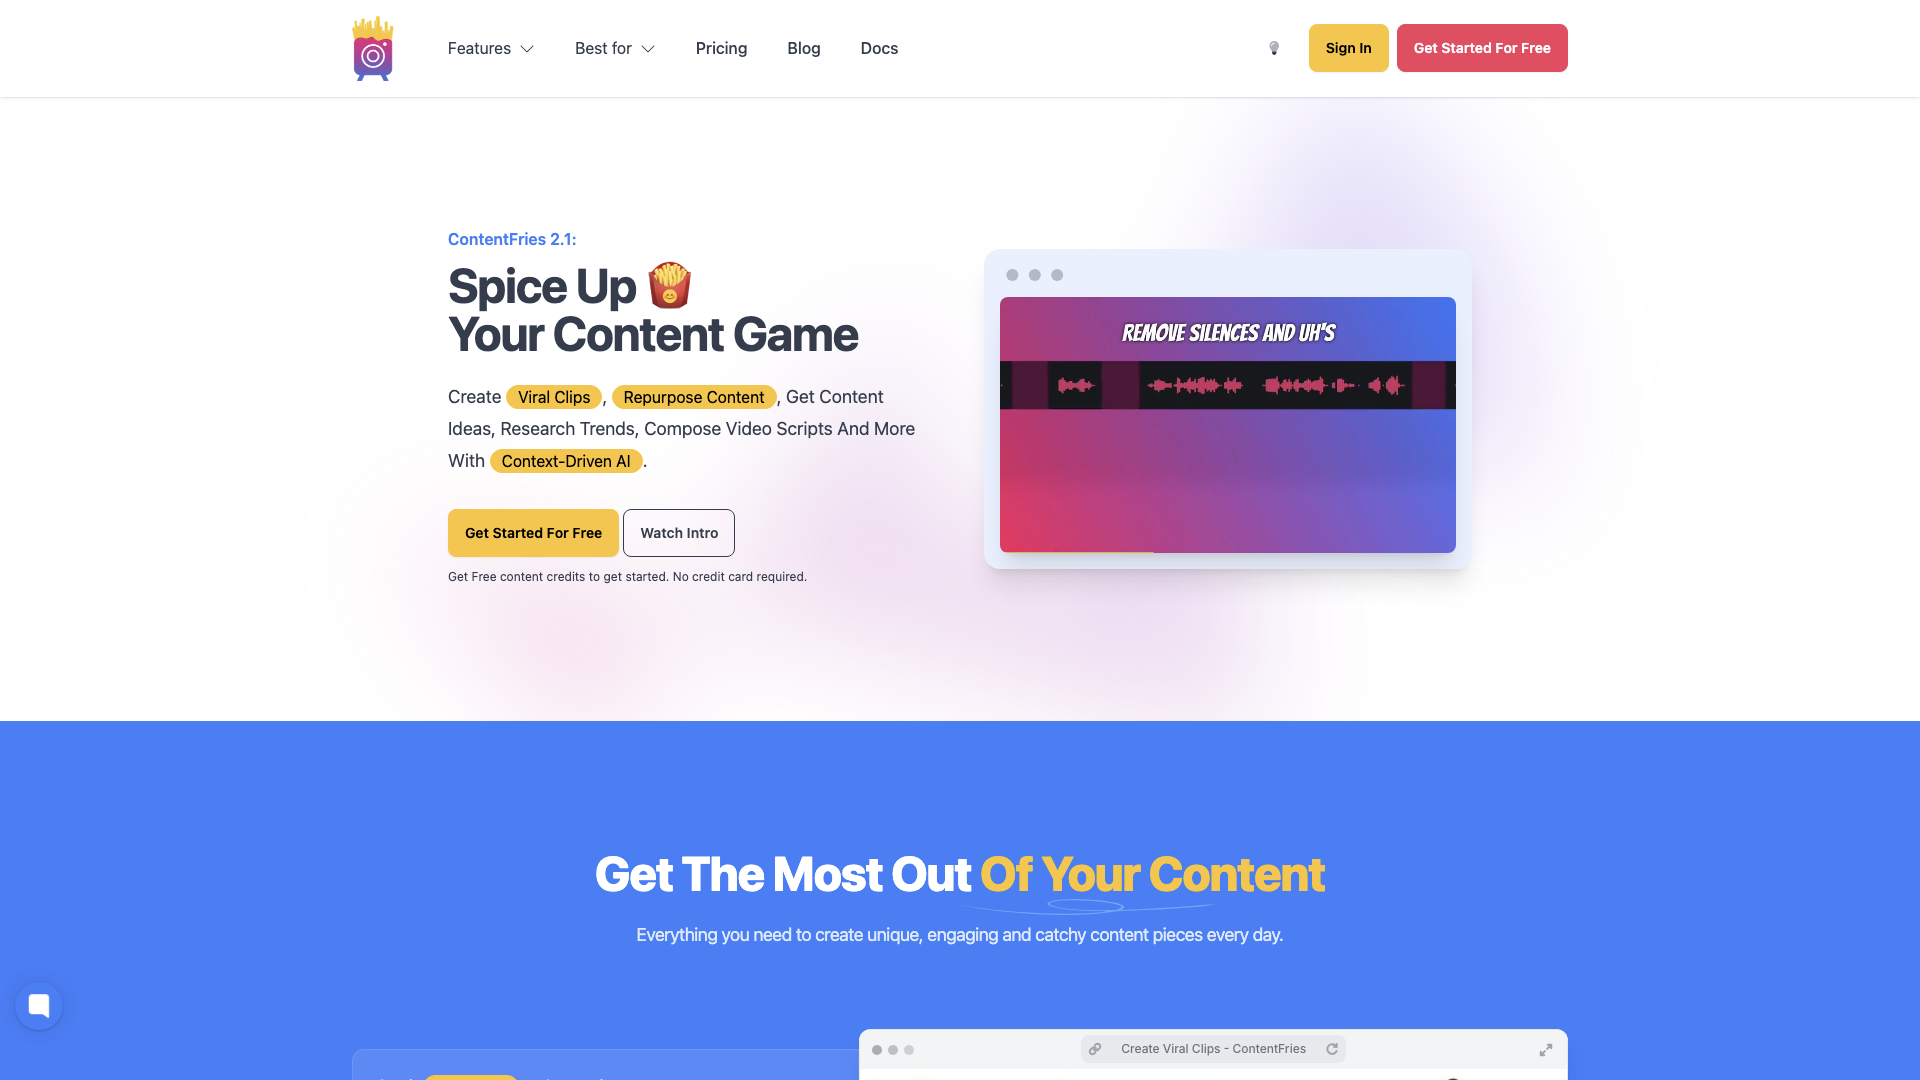 Features
Best for
Pricing
Blog
Docs
Sign In
Get Started For Free
ContentFries 2.1:
Spice Up
Your Content Game
Create Viral Clips, Repurpose Content, Get Content
Ideas, Research Trends, Compose Video Scripts And More
With Context-Driven AI.
Get Started For Free
Watch Intro
Get Free content credits to get started. No credit card required.
REMOVE SILENCES AND UH'S
Get The Most Out Of Your Content
Everything you need to create unique, engaging and catchy content pieces every day.
Create Viral Clips - ContentFries